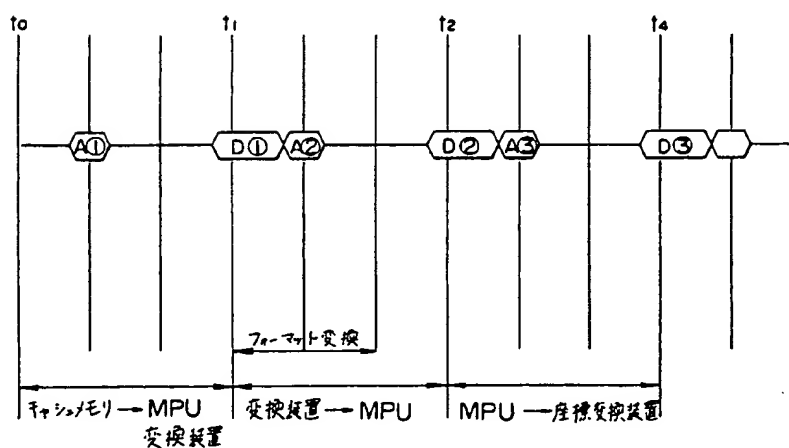 t0 t1 t2 t4
A① D① A② D② A③ D③
フォーマット変換
キャシュメモリ→MPU 変換装置→MPU MPU→座標変換装置
変換装置